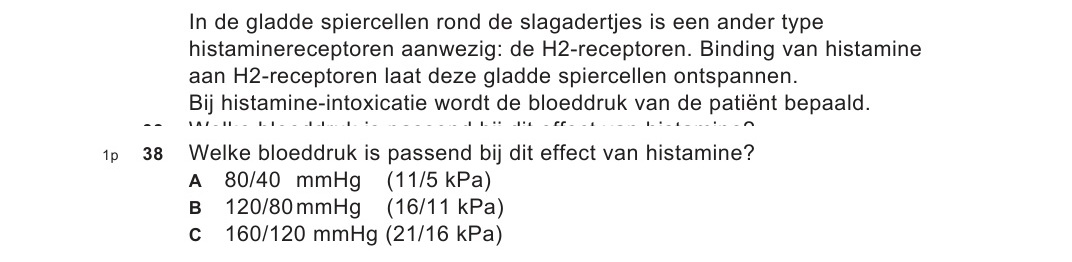 In de gladde spiercellen rond de slagadertjes is een ander type
histaminereceptoren aanwezig: de H2-receptoren. Binding van histamine
aan H2-receptoren laat deze gladde spiercellen ontspannen.
Bij histamine-intoxicatie wordt de bloeddruk van de patiënt bepaald.
1p 38 Welke bloeddruk is passend bij dit effect van histamine?
A 80/40 mmHg (11/5 kPa)
B 120/80 mmHg (16/11 kPa)
C 160/120 mmHg (21/16 kPa)